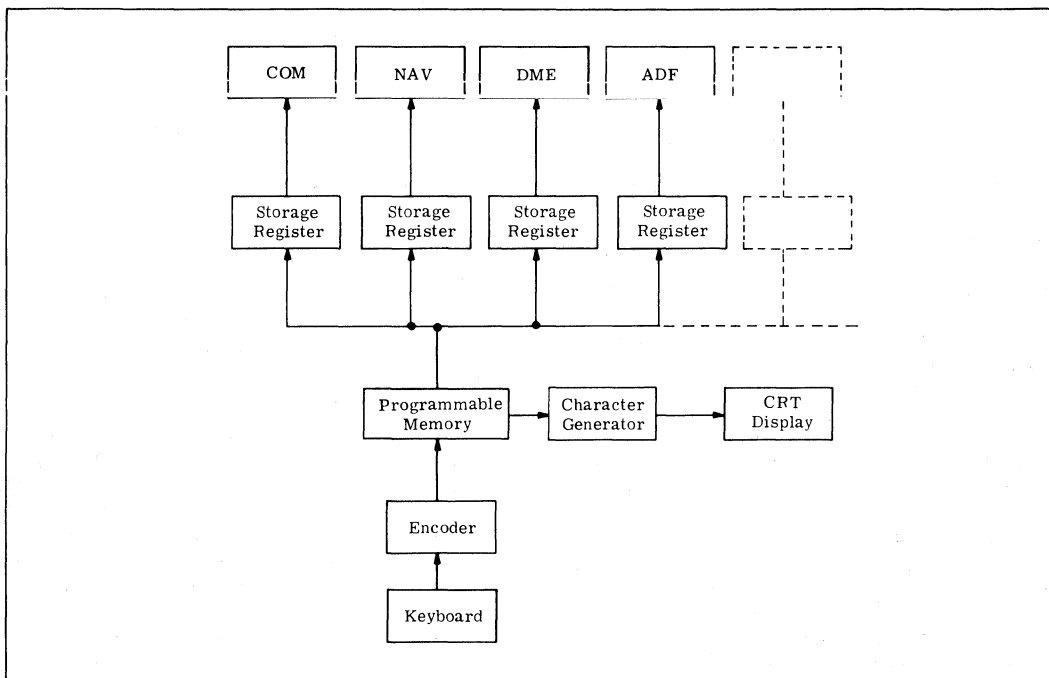 COM
NAV
DME
ADF
Storage
Register
Storage
Register
Storage
Register
Storage
Register
Programmable
Memory
Character
Generator
CRT
Display
Encoder
Keyboard